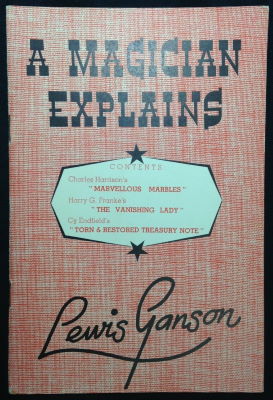 A MAGICIAN
EXPLAINS
CONTENTS
Charles Harrison's
"MARVELLOUS MARBLES"
Harry G. Franke's
"THE VANISHING LADY"
Cy Endfield's
"TORN & RESTORED TREASURY NOTE"
Lewis Ganson